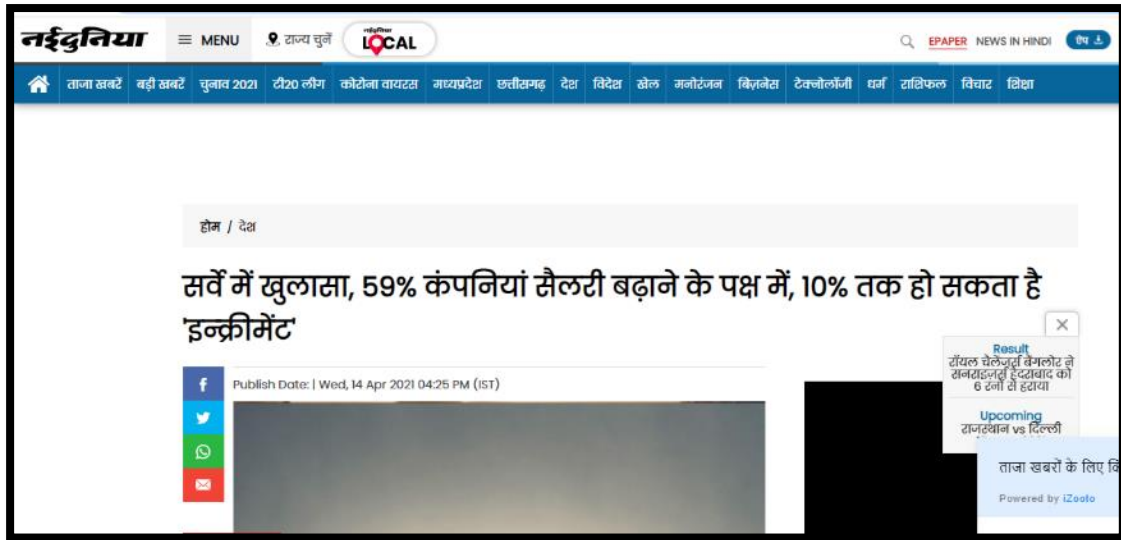 नईदुनिया
≡ MENU
राज्य चुनें
नईदुनिया
LOCAL
EPAPER NEWS IN HINDI
ऐप
ताजा खबरें बड़ी खबरें चुनाव 2021 टी20 लीग कोरोना वायरस मध्यप्रदेश छत्तीसगढ़ देश विदेश खेल मनोरंजन बिज़नेस टेक्नोलॉजी धर्म राशिफल विचार शिक्षा
होम / देश
सर्वे में खुलासा, 59% कंपनियां सैलरी बढ़ाने के पक्ष में, 10% तक हो सकता है
'इन्क्रीमेंट'
Publish Date: | Wed, 14 Apr 2021 04:25 PM (IST)
Result
रॉयल चैलेंजर्स बैंगलोर ने
सनराइज़र्स हैदराबाद को
6 रनों से हराया
Upcoming
राजस्थान vs दिल्ली
ताजा खबरों के लिए
Powered by iZooto